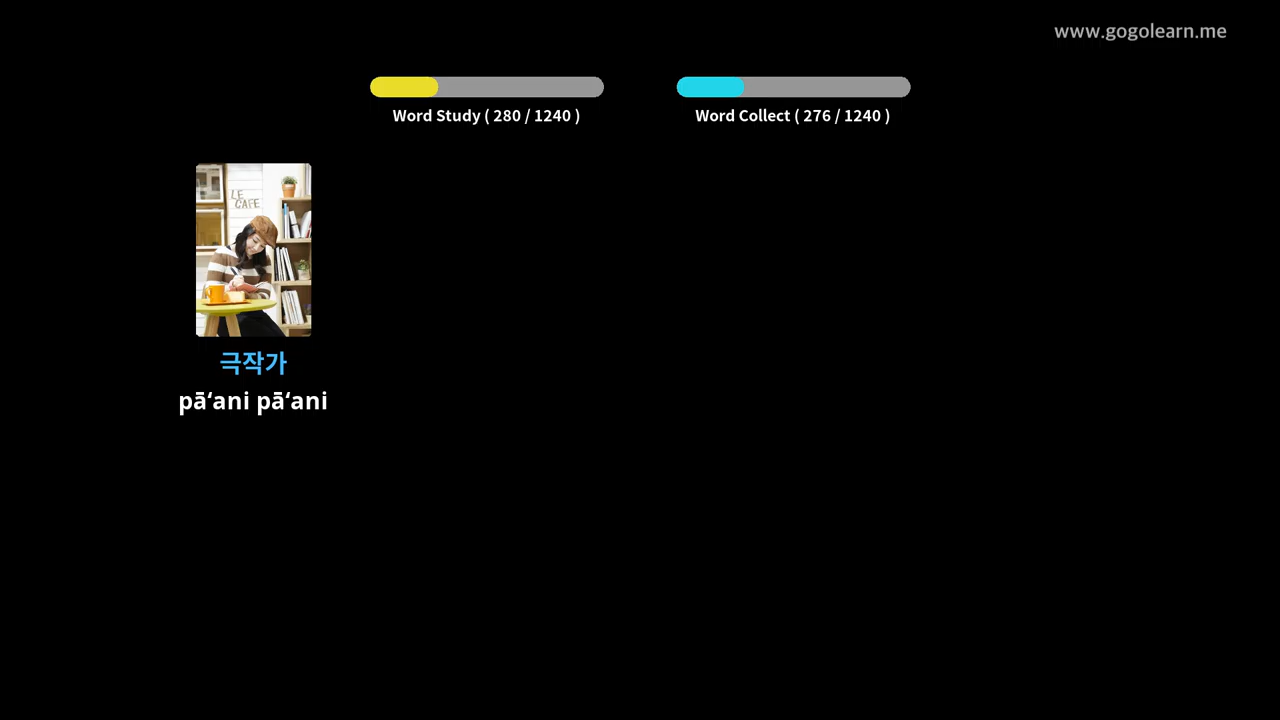 www.gogolearn.me
Word Study ( 280 / 1240 )
Word Collect ( 276 / 1240 )
LE
CAFE
극작가
pāʻani pāʻani